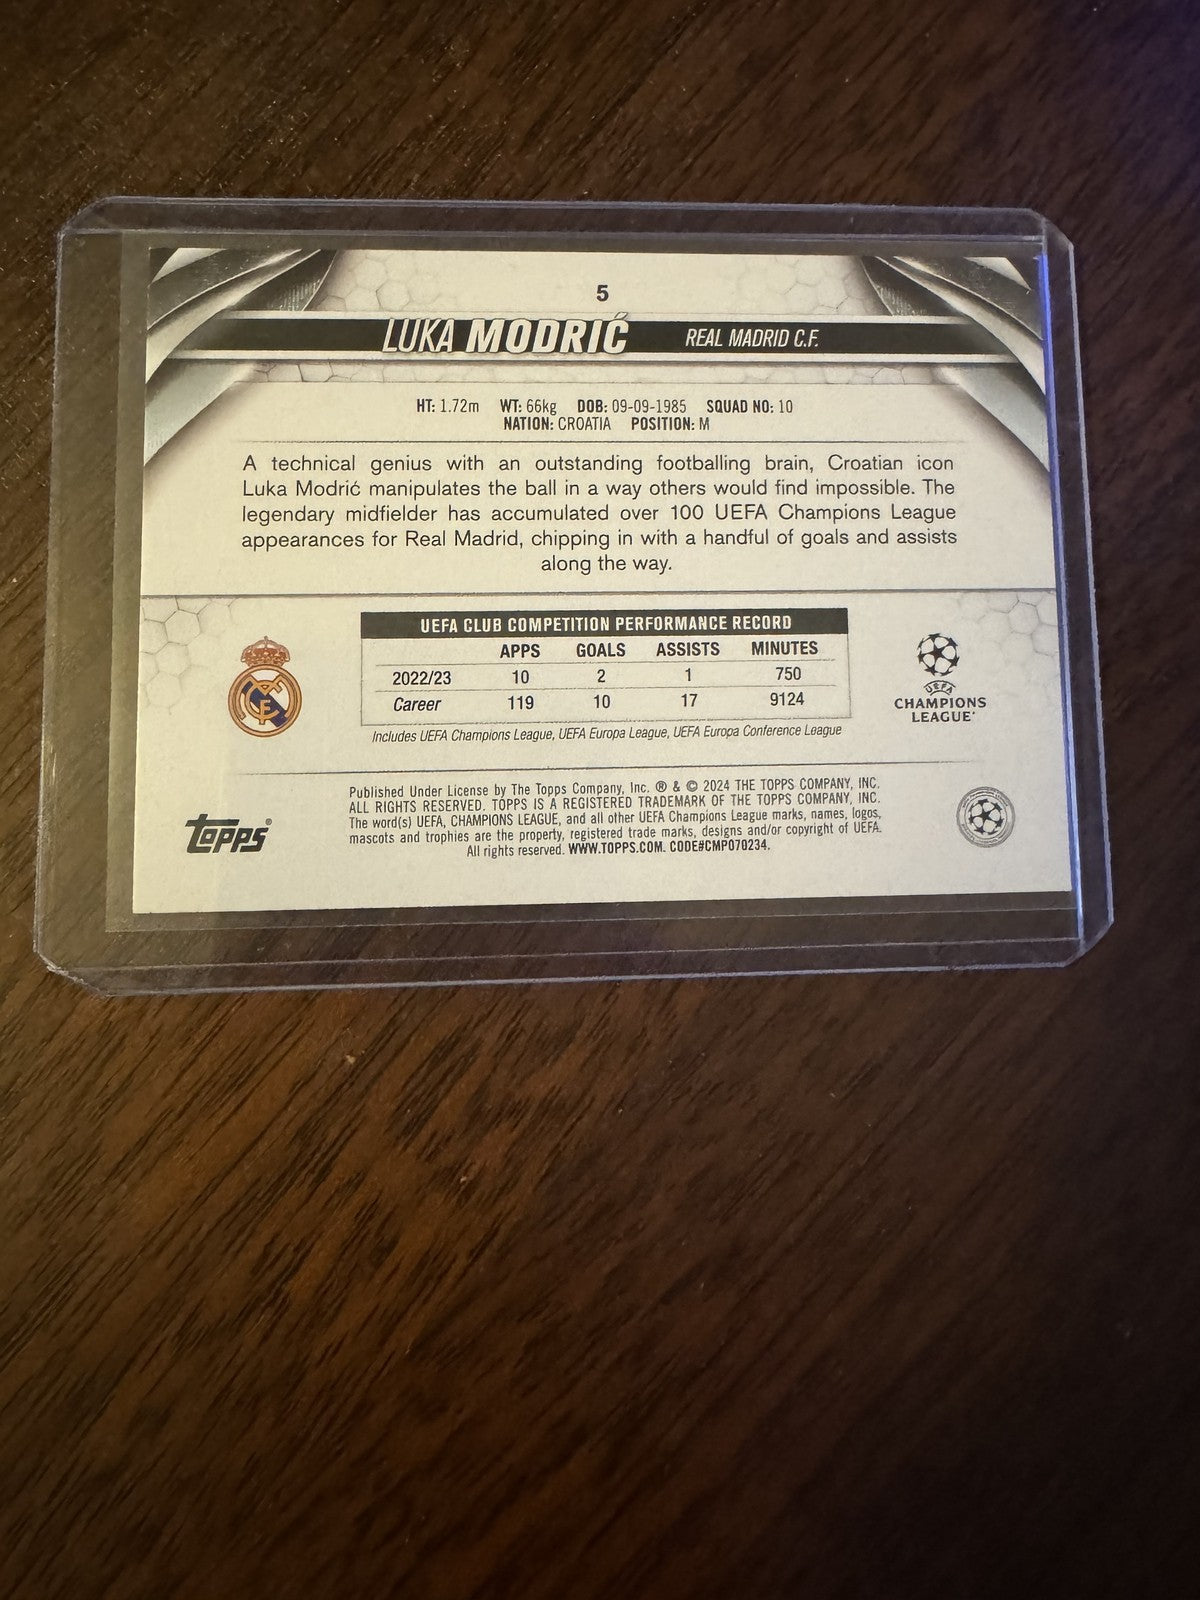 5
LUKA MODRIĆ REAL MADRID C.F.
HT: 1.72m WT: 66kg DOB: 09-09-1985 SQUAD NO: 10
NATION: CROATIA POSITION: M
A technical genius with an outstanding footballing brain, Croatian icon
Luka Modrić manipulates the ball in a way others would find impossible. The
legendary midfielder has accumulated over 100 UEFA Champions League
appearances for Real Madrid, chipping in with a handful of goals and assists
along the way.
UEFA CLUB COMPETITION PERFORMANCE RECORD
APPS GOALS ASSISTS MINUTES
2022/23 10 2 1 750
Career 119 10 17 9124
Includes UEFA Champions League, UEFA Europa League, UEFA Europa Conference League
UEFA
CHAMPIONS
LEAGUE®
Topps®
Published Under License by The Topps Company, Inc. ® & © 2024 THE TOPPS COMPANY, INC.
ALL RIGHTS RESERVED. TOPPS IS A REGISTERED TRADEMARK OF THE TOPPS COMPANY, INC.
The word(s) UEFA, CHAMPIONS LEAGUE, and all other UEFA Champions League marks, names, logos,
mascots and trophies are the property, registered trade marks, designs and/or copyright of UEFA.
All rights reserved. WWW.TOPPS.COM. CODE#CMP070234.